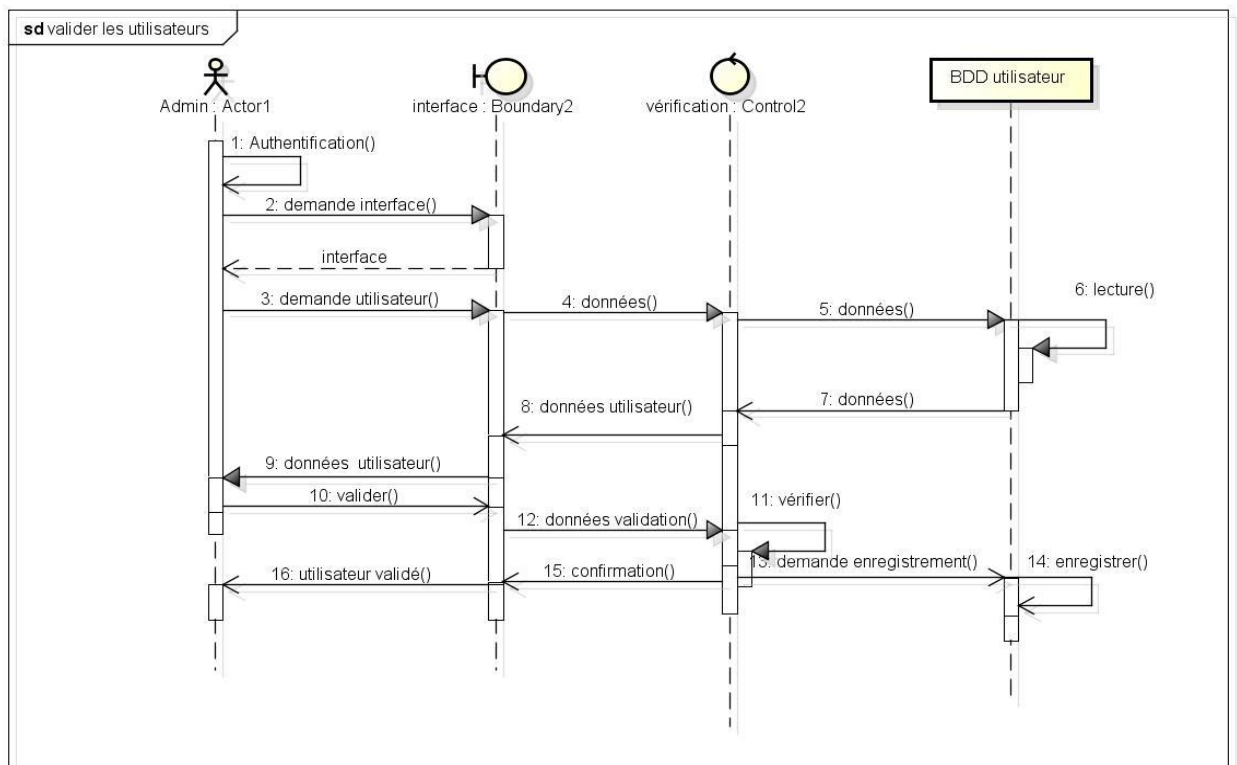 sd valider les utilisateurs
Admin : Actor1
interface : Boundary2
vérification : Control2
BDD utilisateur
1: Authentification()
2: demande interface()
interface
3: demande utilisateur()
4: données()
5: données()
6: lecture()
7: données()
8: données utilisateur()
9: données  utilisateur()
10: valider()
11: vérifier()
12: données validation()
13: demande enregistrement()
14: enregistrer()
15: confirmation()
16: utilisateur validé()